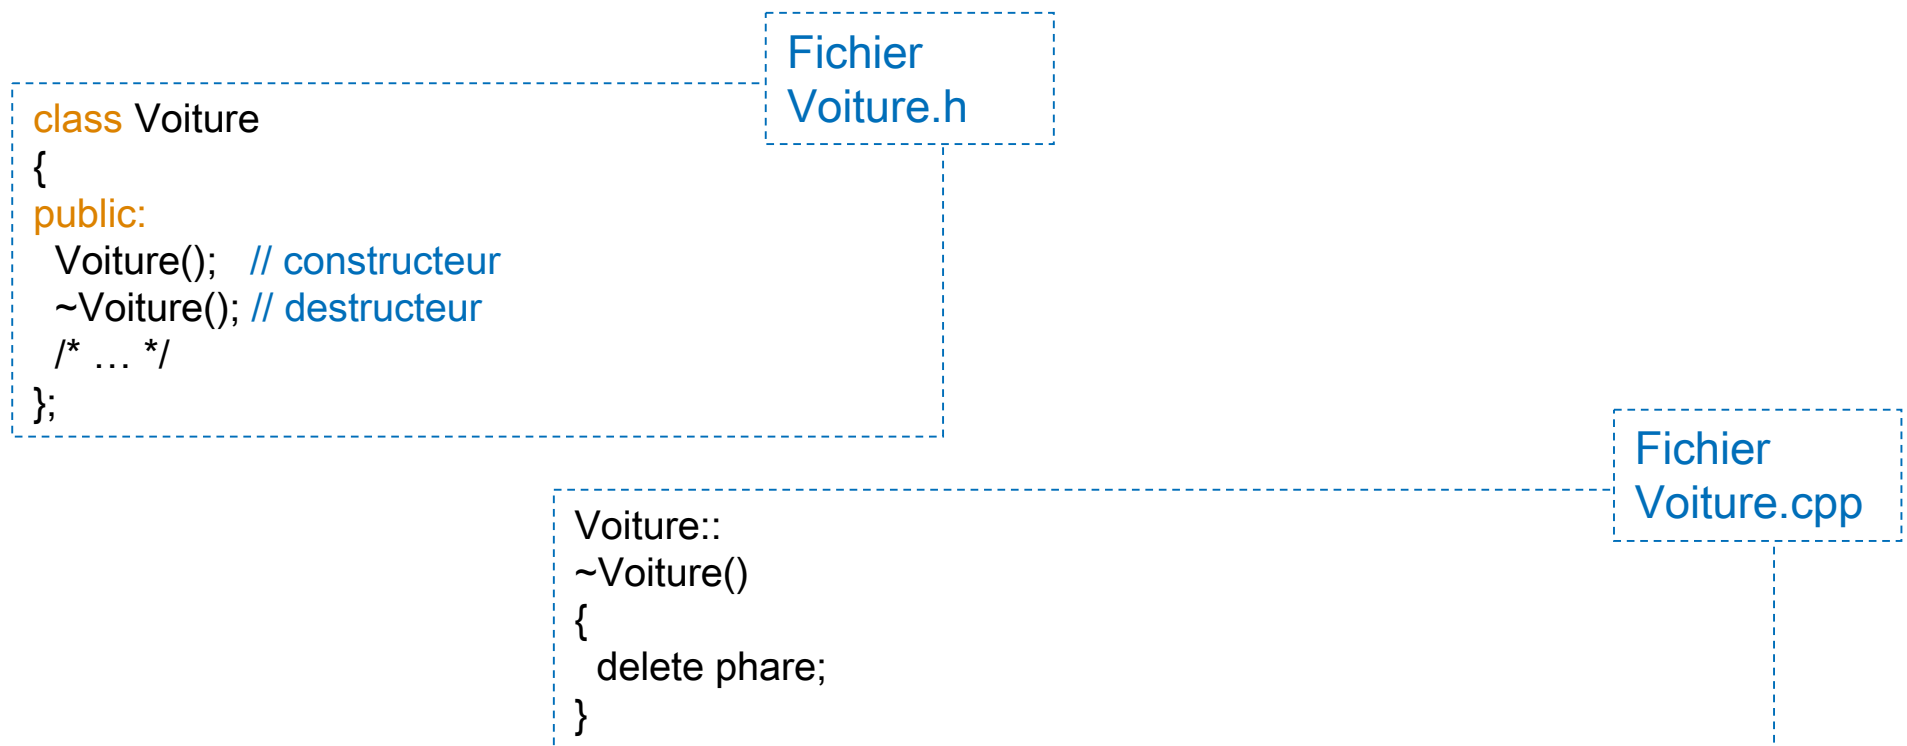 Fichier
Voiture.h
class Voiture
{
public:
Voiture(); // constructeur
~Voiture(); // destructeur
/* … */
};
Fichier
Voiture.cpp
Voiture::
~Voiture()
{
delete phare;
}